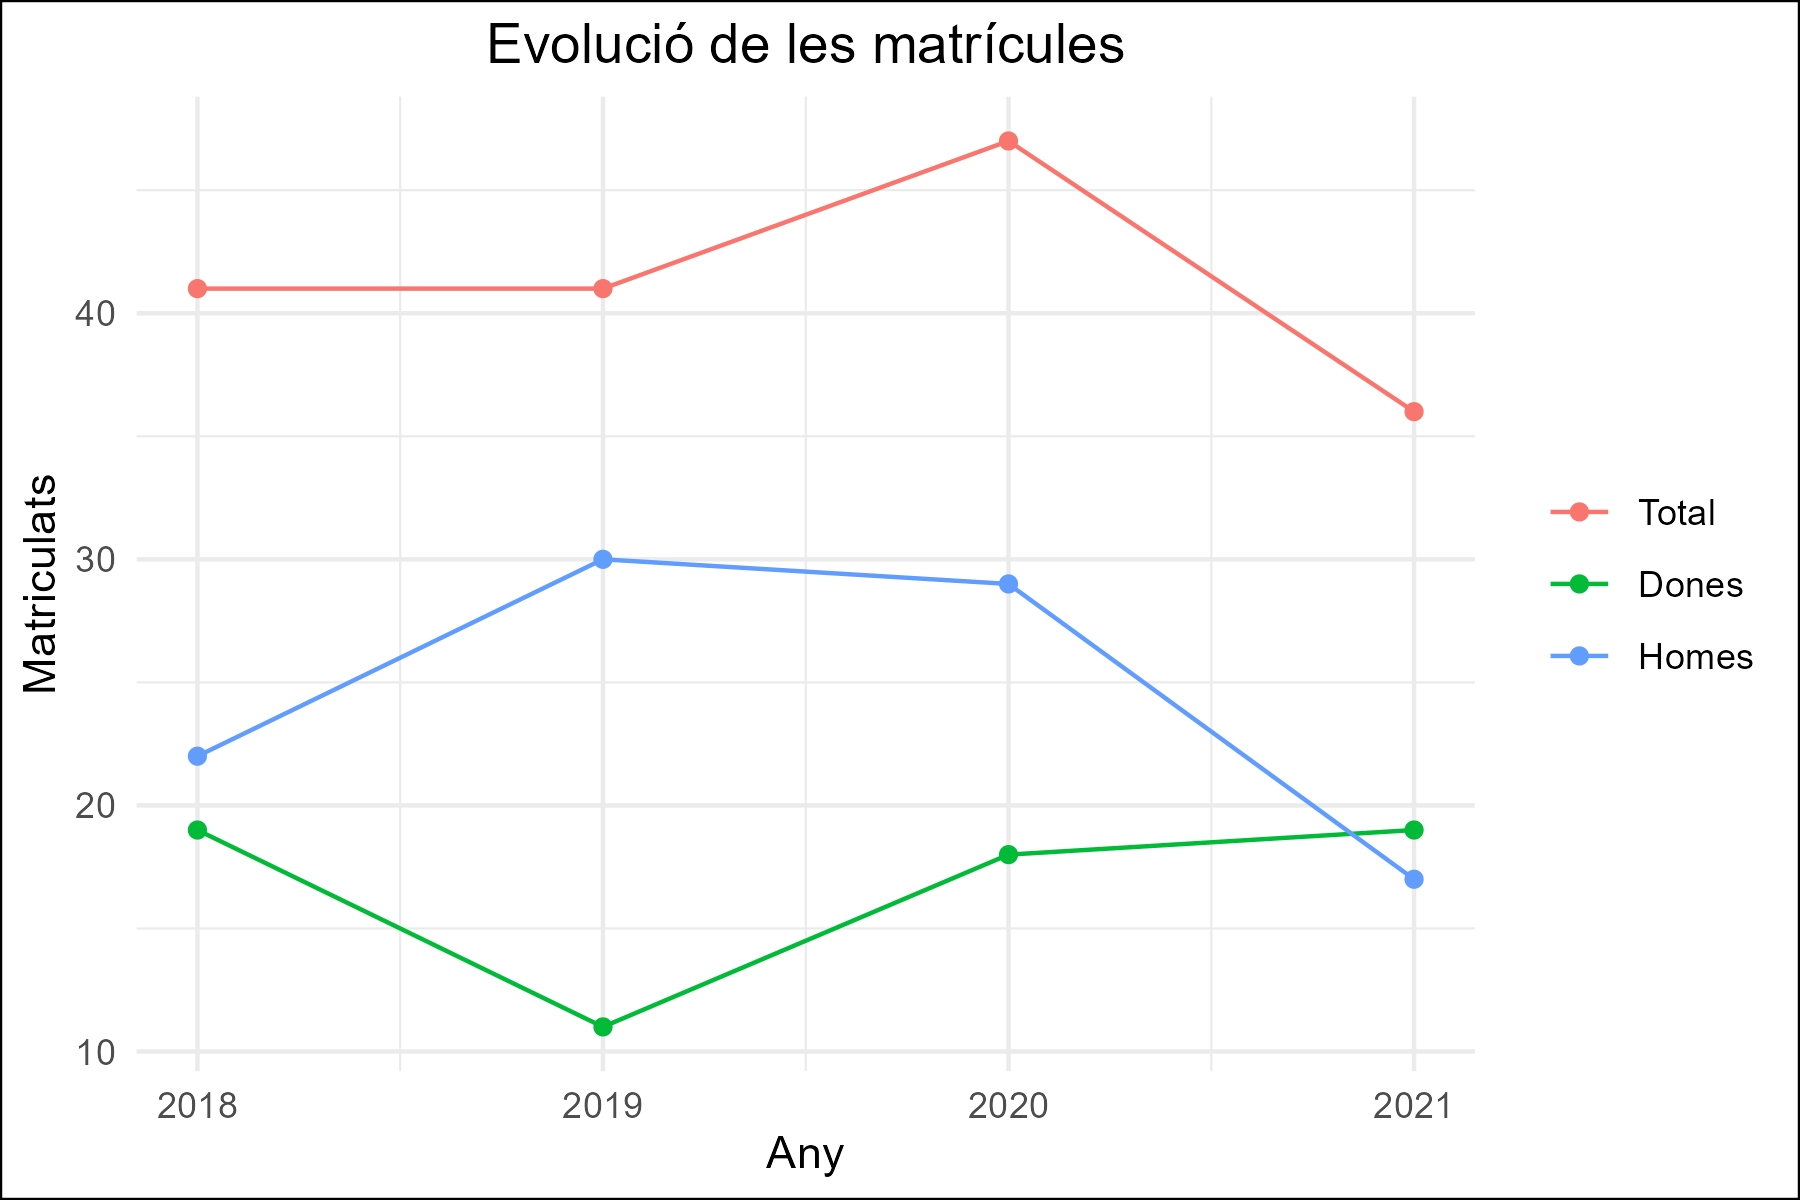 Evolució de les matrícules
Matriculats
40
30
20
10
2018 2019 2020 2021
Any
Total
Dones
Homes